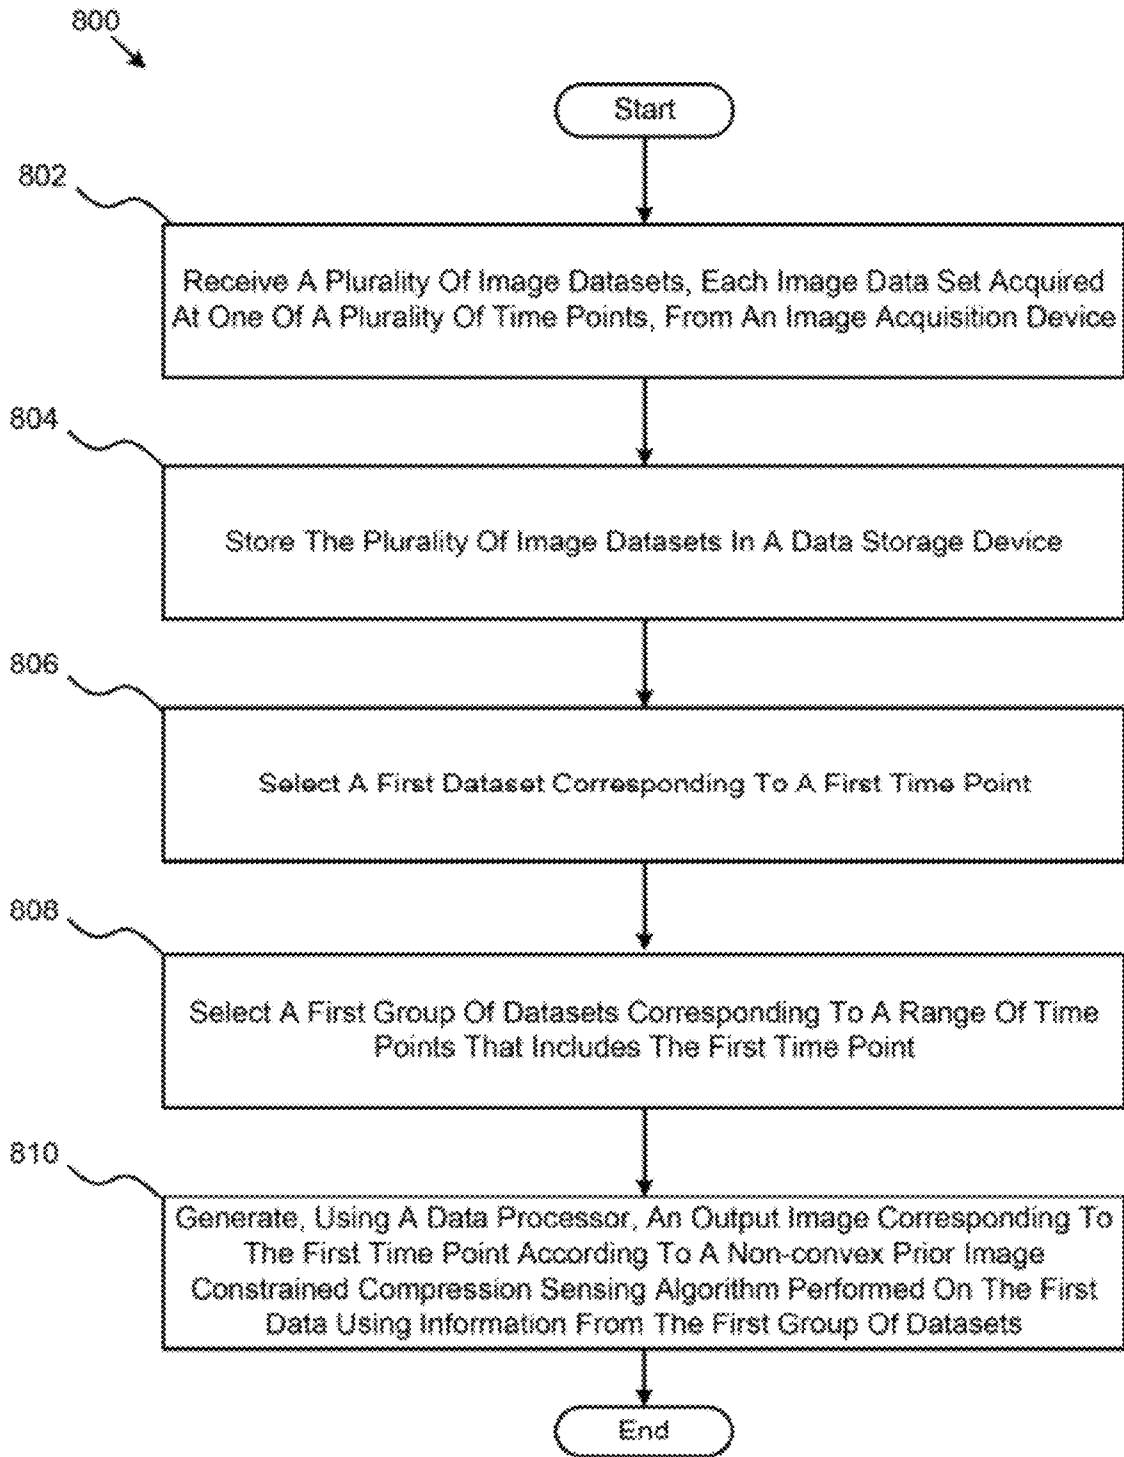 800
Start
802
Receive A Plurality Of Image Datasets, Each Image Data Set Acquired
At One Of A Plurality Of Time Points, From An Image Acquisition Device
804
Store The Plurality Of Image Datasets In A Data Storage Device
806
Select A First Dataset Corresponding To A First Time Point
808
Select A First Group Of Datasets Corresponding To A Range Of Time
Points That Includes The First Time Point
810
Generate, Using A Data Processor, An Output Image Corresponding To
The First Time Point According To A Non-convex Prior Image
Constrained Compression Sensing Algorithm Performed On The First
Data Using Information From The First Group Of Datasets
End